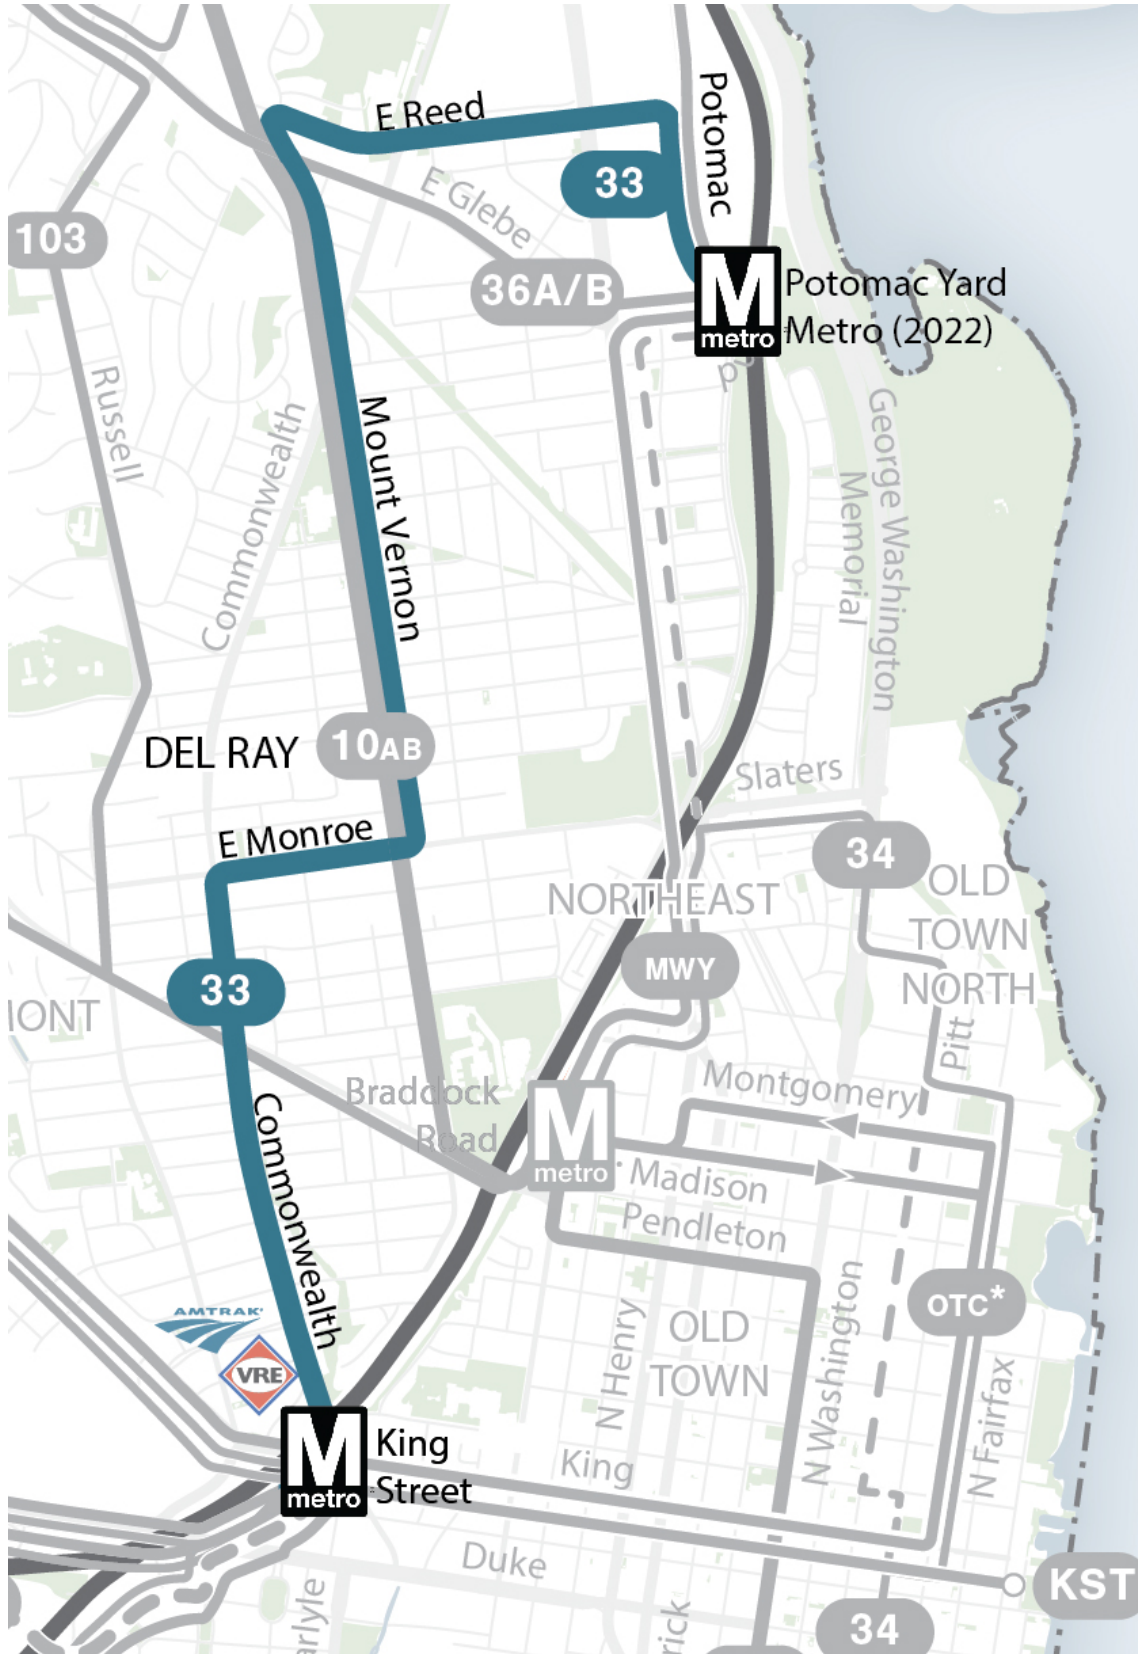 E Reed
Potomac
33
E Glebe
103
36A/B
M
metro
Potomac Yard
Metro (2022)
Russell
Commonwealth
Mount Vernon
George Washington
Memorial
DEL RAY
10AB
Slaters
E Monroe
34
NORTHEAST
OLD
TOWN
NORTH
MWY
33
Pitt
Braddock
Road
M
metro
Montgomery
Madison
Pendleton
Commonwealth
AMTRAK
VRE
OTC*
OLD
TOWN
N Henry
N Washington
N Fairfax
M
metro
King
Street
King
Duke
KST
34